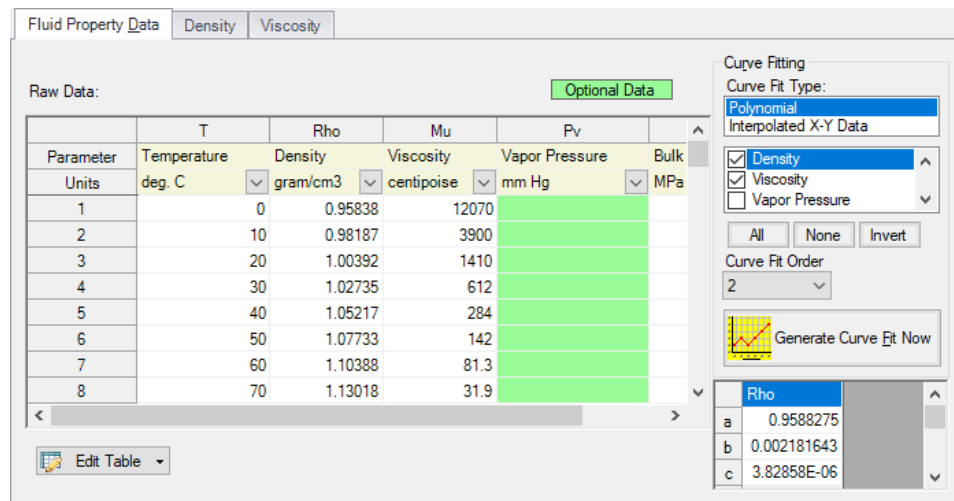 Fluid Property Data Density Viscosity
Raw Data:
Optional Data
T Rho Mu Pv
Parameter Temperature Density Viscosity Vapor Pressure Bulk
Units deg. C gram/cm3 centipoise mm Hg MPa
1 0 0.95838 12070
2 10 0.98187 3900
3 20 1.00392 1410
4 30 1.02735 612
5 40 1.05217 284
6 50 1.07733 142
7 60 1.10388 81.3
8 70 1.13018 31.9
Edit Table
Curve Fitting
Curve Fit Type:
Polynomial
Interpolated X-Y Data
Density
Viscosity
Vapor Pressure
All None Invert
Curve Fit Order
2
Generate Curve Fit Now
Rho
a 0.9588275
b 0.002181643
c 3.82858E-06